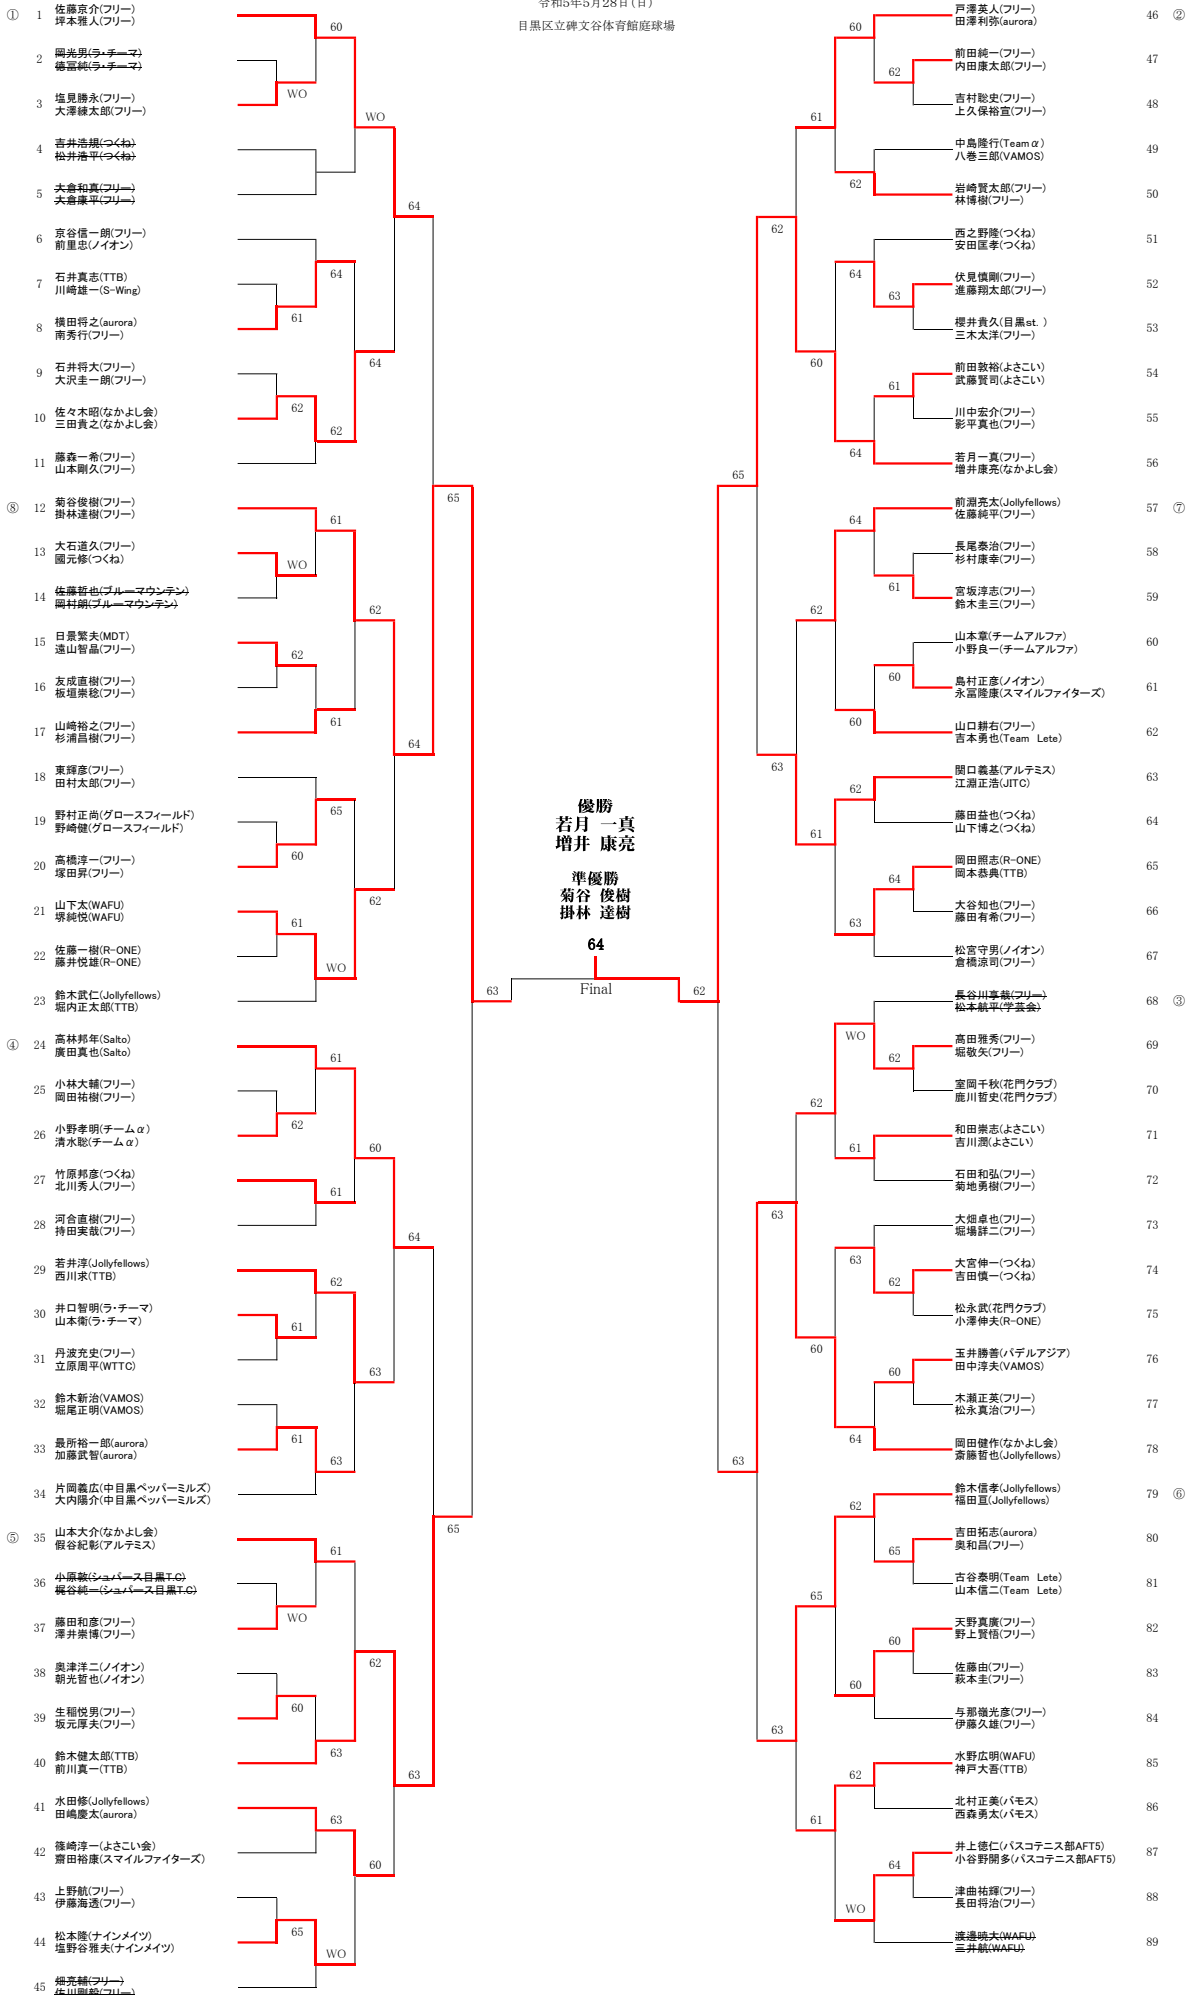 令和5年5月28日(日)
目黒区立碑文谷体育館庭球場
① 1 佐藤京介(フリー)
坪本雅人(フリー)
2 岡光男(ラ・チーマ)
徳冨純(ラ・チーマ)
3 塩見勝永(フリー)
大澤練太郎(フリー)
4 吉井浩規(つくね)
松井浩平(つくね)
5 大倉和真(フリー)
大倉康平(フリー)
6 京谷信一朗(フリー)
前里忠(ノイオン)
7 石井真志(TTB)
川﨑雄一(S-Wing)
8 横田将之(aurora)
南秀行(フリー)
9 石井将大(フリー)
大沢圭一朗(フリー)
10 佐々木昭(なかよし会)
三田貴之(なかよし会)
11 藤森一希(フリー)
山本剛久(フリー)
⑧ 12 菊谷俊樹(フリー)
掛林達樹(フリー)
13 大石道久(フリー)
國元修(つくね)
14 佐藤哲也(ブルーマウンテン)
岡村朗(ブルーマウンテン)
15 日景繁夫(MDT)
遠山智晶(フリー)
16 友成直樹(フリー)
板垣崇稔(フリー)
17 山﨑裕之(フリー)
杉浦昌樹(フリー)
18 東輝彦(フリー)
田村太郎(フリー)
19 野村正尚(グロースフィールド)
野崎健(グロースフィールド)
20 高橋淳一(フリー)
塚田昇(フリー)
21 山下太(WAFU)
堺純悦(WAFU)
22 佐藤一樹(R-ONE)
藤井悦雄(R-ONE)
23 鈴木武仁(Jollyfellows)
堀内正太郎(TTB)
④ 24 高林邦年(Salto)
廣田真也(Salto)
25 小林大輔(フリー)
岡田祐樹(フリー)
26 小野孝明(チームα)
清水聡(チームα)
27 竹原邦彦(つくね)
北川秀人(フリー)
28 河合直樹(フリー)
持田実哉(フリー)
29 若井淳(Jollyfellows)
西川求(TTB)
30 井口智明(ラ・チーマ)
山本衛(ラ・チーマ)
31 丹波充史(フリー)
立原周平(WTTC)
32 鈴木新治(VAMOS)
堀尾正明(VAMOS)
33 最所裕一郎(aurora)
加藤武智(aurora)
34 片岡義広(中目黒ペッパーミルズ)
大内陽介(中目黒ペッパーミルズ)
⑤ 35 山本大介(なかよし会)
假谷紀彰(アルテミス)
36 小原敦(シュパース目黒T.C)
梶谷純一(シュパース目黒T.C)
37 藤田和彦(フリー)
澤井崇博(フリー)
38 奥津洋二(ノイオン)
朝光哲也(ノイオン)
39 生稲悦男(フリー)
坂元厚夫(フリー)
40 鈴木健太郎(TTB)
前川真一(TTB)
41 水田修(Jollyfellows)
田嶋慶太(aurora)
42 篠崎淳一(よさこい会)
齋田裕康(スマイルファイターズ)
43 上野航(フリー)
伊藤海透(フリー)
44 松本隆(ナインメイツ)
塩野谷雅夫(ナインメイツ)
45 畑亮輔(フリー)
佐川剛毅(フリー)
60
WO
WO
64
64
61
64
62
62
65
61
WO
62
62
61
64
65
60
62
61
WO
63
61
62
60
61
64
62
61
63
61
63
65
61
WO
62
60
63
63
63
60
65
WO
優勝
若月 一真
増井 康亮
準優勝
菊谷 俊樹
掛林 達樹
64
Final
戸澤英人(フリー) 46 ②
田澤利弥(aurora)
前田純一(フリー) 47
内田康太郎(フリー)
吉村聡史(フリー) 48
上久保裕宣(フリー)
中島隆行(Teamα) 49
八巻三郎(VAMOS)
岩崎賢太郎(フリー) 50
林博樹(フリー)
西之野隆(つくね) 51
安田匡孝(つくね)
伏見慎剛(フリー) 52
進藤翔太郎(フリー)
櫻井貴久(目黒st.) 53
三木太洋(フリー)
前田敦裕(よさこい) 54
武藤賢司(よさこい)
川中宏介(フリー) 55
影平真也(フリー)
若月一真(フリー) 56
増井康亮(なかよし会)
前淵亮太(Jollyfellows) 57 ⑦
佐藤純平(フリー)
長尾泰治(フリー) 58
杉村康幸(フリー)
宮坂淳志(フリー) 59
鈴木圭三(フリー)
山本章(チームアルファ) 60
小野良一(チームアルファ)
島村正彦(ノイオン) 61
永冨隆康(スマイルファイターズ)
山口耕右(フリー) 62
吉本勇也(Team Lete)
関口義基(アルテミス) 63
江淵正浩(JITC)
藤田益也(つくね) 64
山下博之(つくね)
岡田照志(R-ONE) 65
岡本恭典(TTB)
大谷知也(フリー) 66
藤田有希(フリー)
松宮守男(ノイオン) 67
倉橋涼司(フリー)
長谷川享哉(フリー) 68 ③
松本航平(学芸会)
高田雅秀(フリー) 69
堀敬矢(フリー)
室岡千秋(花門クラブ) 70
鹿川哲史(花門クラブ)
和田崇志(よさこい) 71
吉川潤(よさこい)
石田和弘(フリー) 72
菊地勇樹(フリー)
大畑卓也(フリー) 73
堀場詳二(フリー)
大宮伸一(つくね) 74
吉田慎一(つくね)
松永武(花門クラブ) 75
小澤伸夫(R-ONE)
玉井勝善(パデルアジア) 76
田中淳夫(VAMOS)
木瀬正英(フリー) 77
松永真治(フリー)
岡田健作(なかよし会) 78
斎藤哲也(Jollyfellows)
鈴木信孝(Jollyfellows) 79 ⑥
福田亘(Jollyfellows)
吉田拓志(aurora) 80
奥和昌(フリー)
古谷泰明(Team Lete) 81
山本信二(Team Lete)
天野真廣(フリー) 82
野上賢悟(フリー)
佐藤由(フリー) 83
萩本圭(フリー)
与那嶺光彦(フリー) 84
伊藤久雄(フリー)
水野広明(WAFU) 85
神戸大吾(TTB)
北村正美(バモス) 86
西森勇太(バモス)
井上徳仁(パスコテニス部AFT5) 87
小谷野開多(パスコテニス部AFT5)
津曲祐輝(フリー) 88
長田将治(フリー)
渡邊暁大(WAFU) 89
三井航(WAFU)
60
62
61
62
62
64
63
60
61
64
65
64
61
62
60
60
63
62
61
64
63
62
WO
62
62
61
63
63
62
60
60
64
63
62
65
65
60
60
63
62
61
64
WO